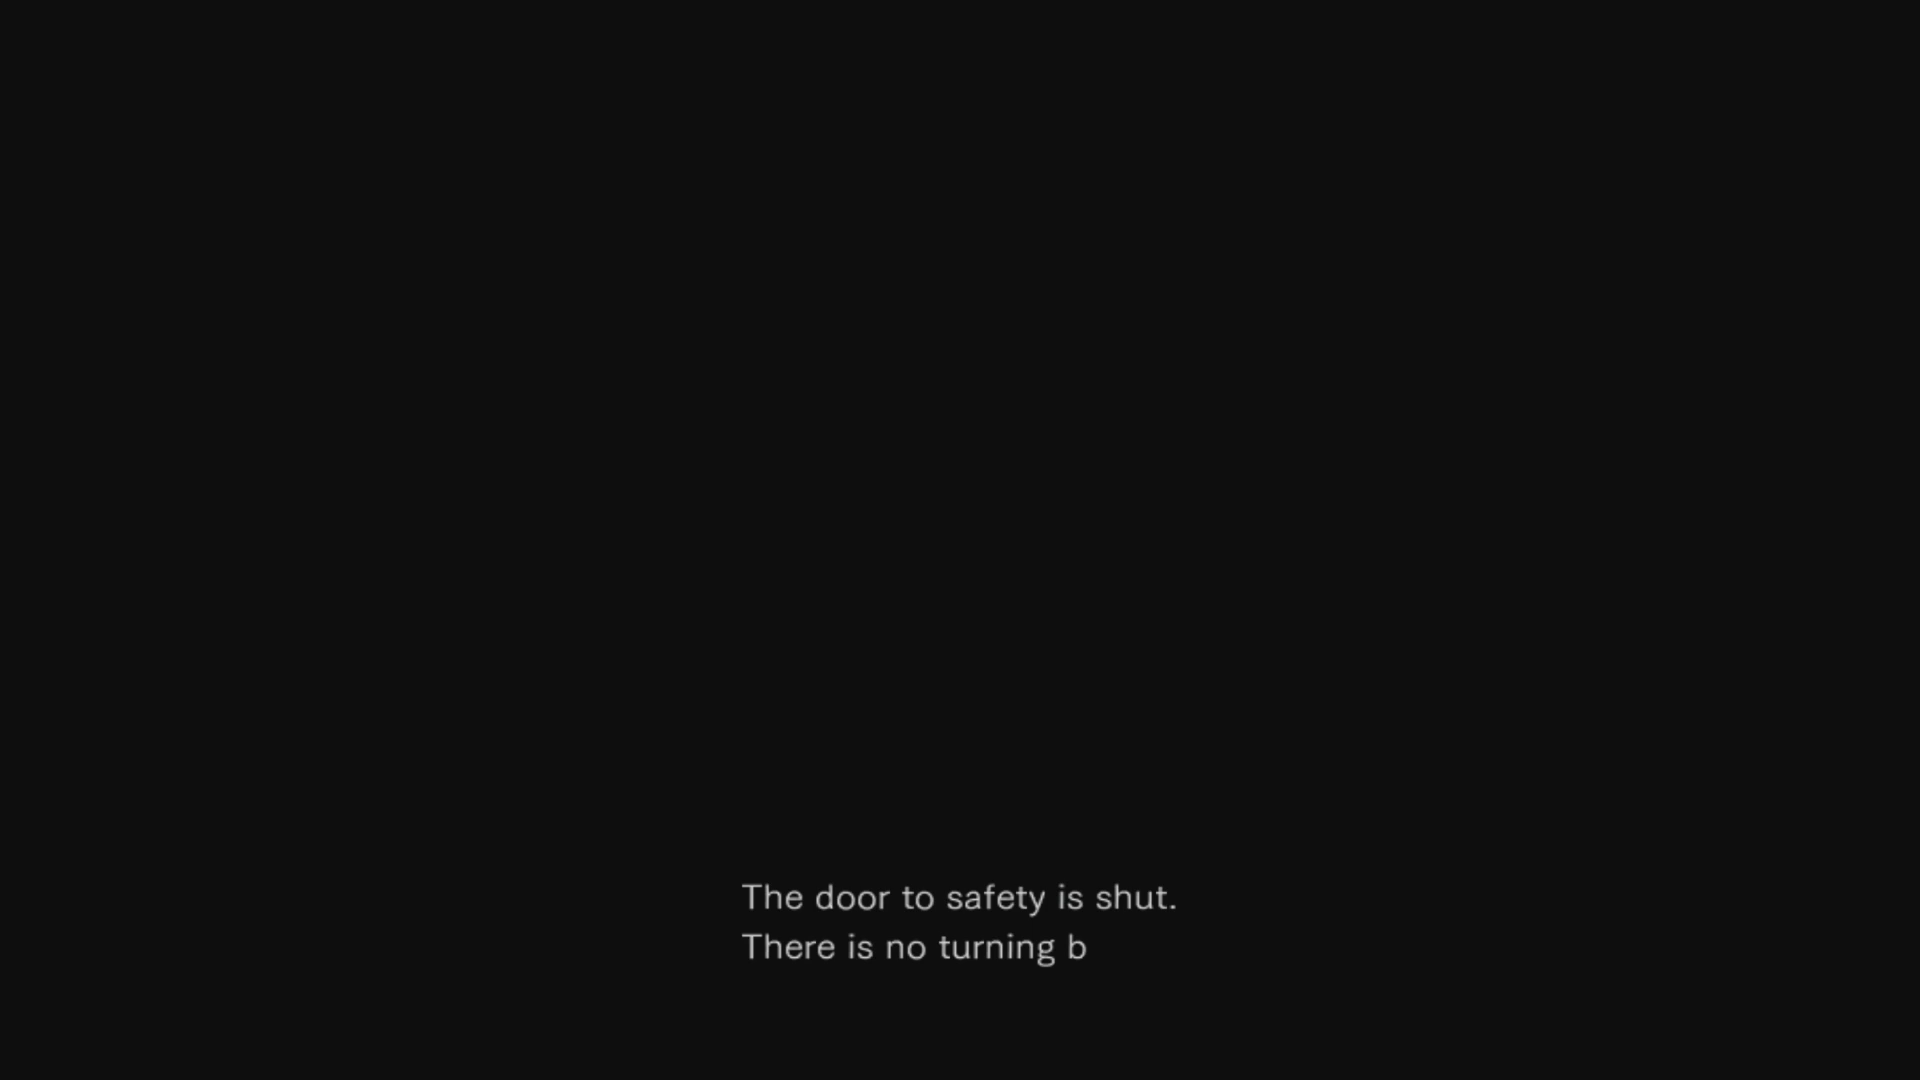 The door to safety is shut.
There is no turning b